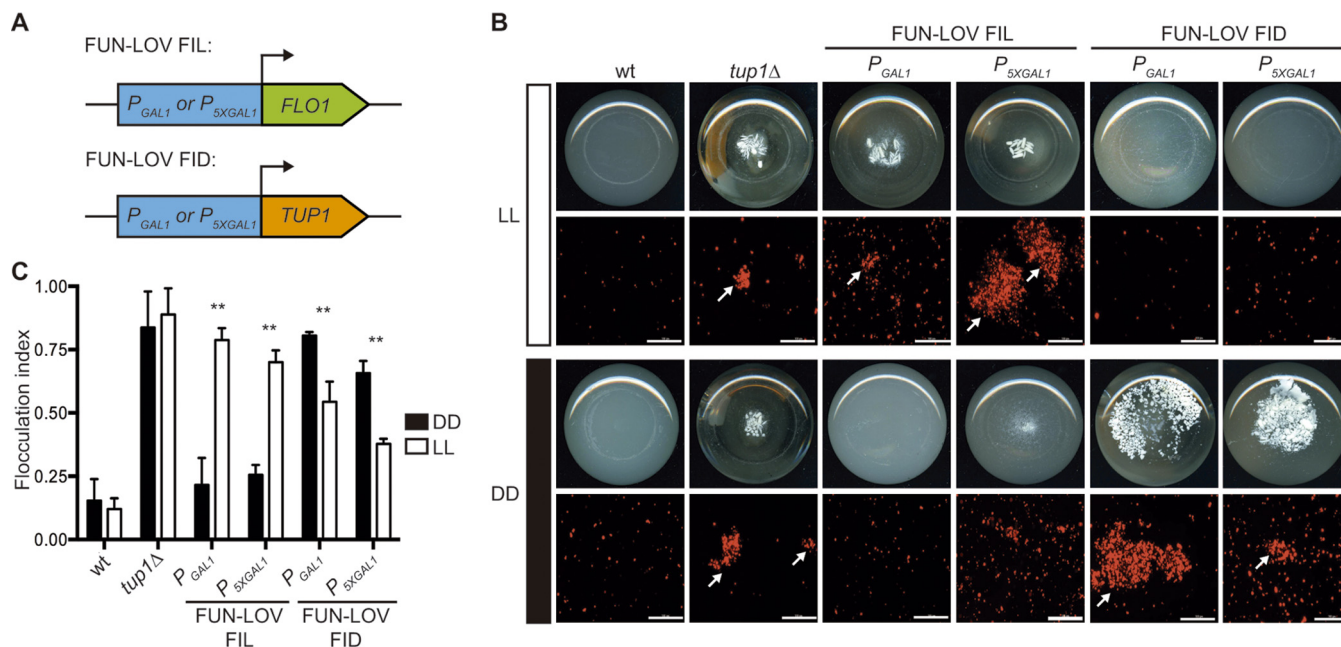 A
FUN-LOV FIL:
P GAL1 or P 5XGAL1 FLO1
FUN-LOV FID:
P GAL1 or P 5XGAL1 TUP1
B
FUN-LOV FIL FUN-LOV FID
wt tup1Δ P GAL1 P 5XGAL1 P GAL1 P 5XGAL1
LL
DD
C
Flocculation index
1.00
0.75
0.50
0.25
0.00
** ** ** **
DD
LL
wt tup1Δ P GAL1 P 5XGAL1 P GAL1 P 5XGAL1
FUN-LOV FUN-LOV
FIL FID